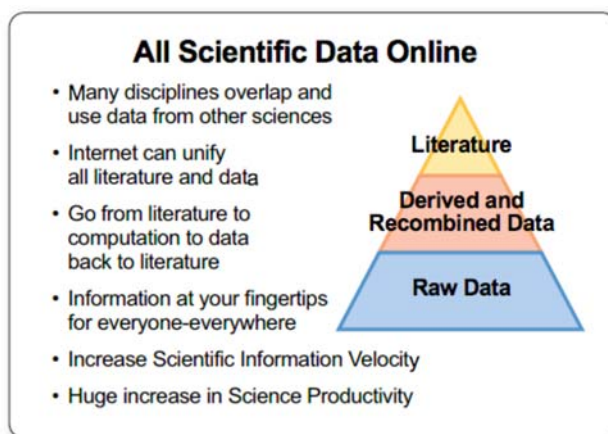 All Scientific Data Online
• Many disciplines overlap and
use data from other sciences
• Internet can unify
all literature and data
• Go from literature to
computation to data
back to literature
• Information at your fingertips
for everyone-everywhere
• Increase Scientific Information Velocity
• Huge increase in Science Productivity
Literature
Derived and
Recombined Data
Raw Data